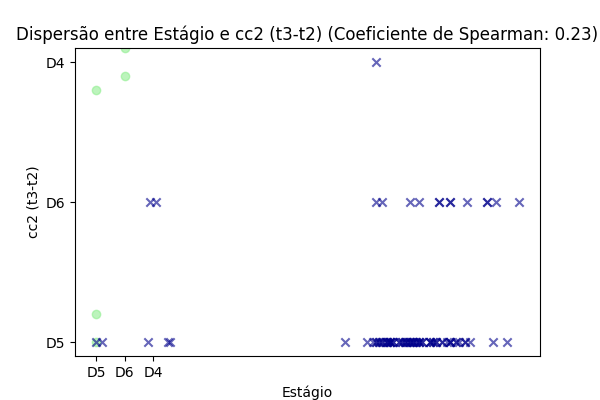 Dispersão entre Estágio e cc2 (t3-t2) (Coeficiente de Spearman: 0.23)
D4
D6
D5
cc2 (t3-t2)
D5 D6 D4
Estágio